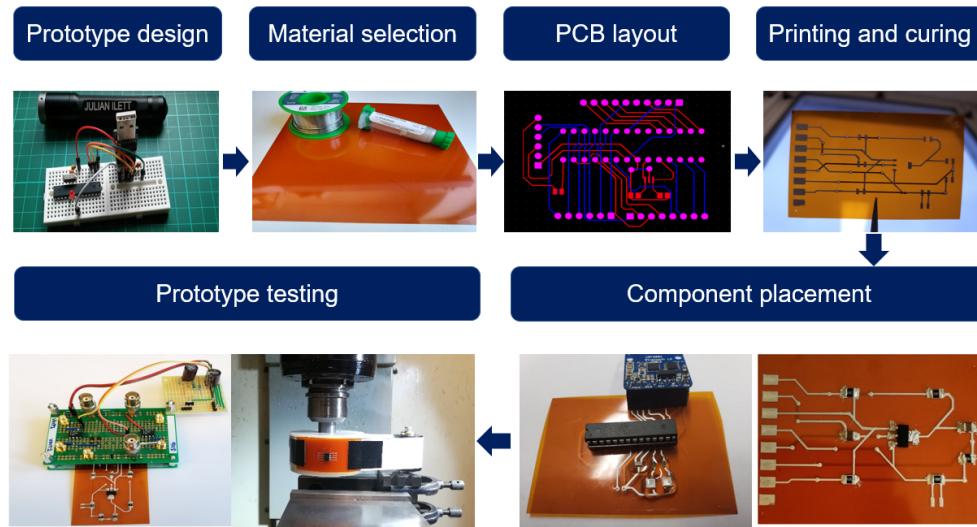 Prototype design
Material selection
PCB layout
Printing and curing
JULIAN ILETT
Prototype testing
Component placement